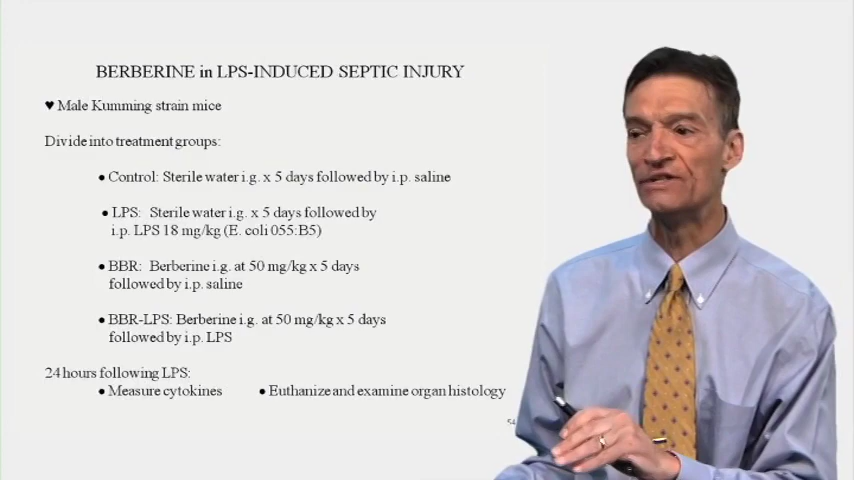 BERBERINE in LPS-INDUCED SEPTIC INJURY
♥ Male Kumming strain mice
Divide into treatment groups:
● Control: Sterile water i.g. x 5 days followed by i.p. saline
● LPS: Sterile water i.g. x 5 days followed by
i.p. LPS 18 mg/kg (E. coli 055:B5)
● BBR: Berberine i.g. at 50 mg/kg x 5 days
followed by i.p. saline
● BBR-LPS: Berberine i.g. at 50 mg/kg x 5 days
followed by i.p. LPS
24 hours following LPS:
● Measure cytokines ● Euthanize and examine organ histology
54